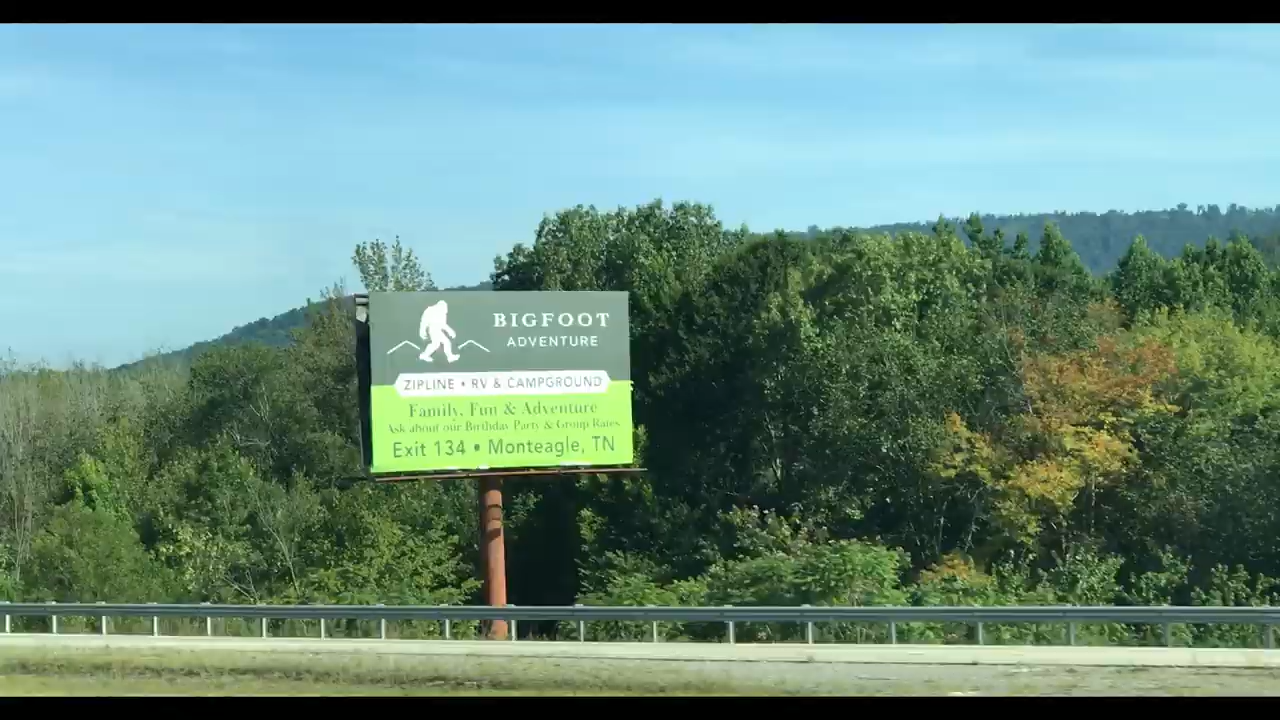 BIGFOOT
ADVENTURE
ZIPLINE • RV & CAMPGROUND
Family, Fun & Adventure
Ask about our Birthday Party & Group Rates
Exit 134 • Monteagle, TN